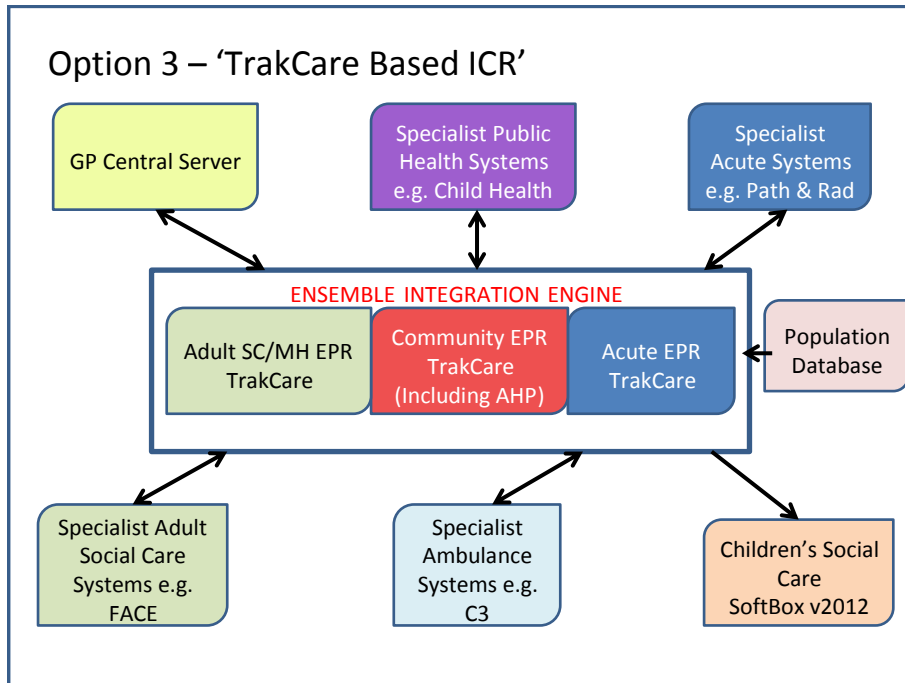 Option 3 – ‘TrakCare Based ICR’
GP Central Server
Specialist Public
Health Systems
e.g. Child Health
Specialist
Acute Systems
e.g. Path & Rad
ENSEMBLE INTEGRATION ENGINE
Adult SC/MH EPR
TrakCare
Community EPR
TrakCare
(Including AHP)
Acute EPR
TrakCare
Population
Database
Specialist Adult
Social Care
Systems e.g.
FACE
Specialist
Ambulance
Systems e.g.
C3
Children’s Social
Care
SoftBox v2012